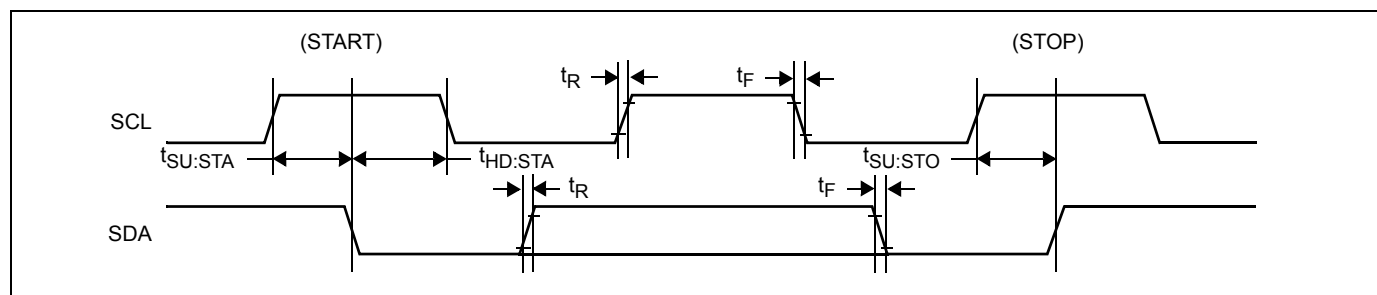 (START)
(STOP)
tR
tF
SCL
tSU:STA
tHD:STA
tSU:STO
tR
tF
SDA